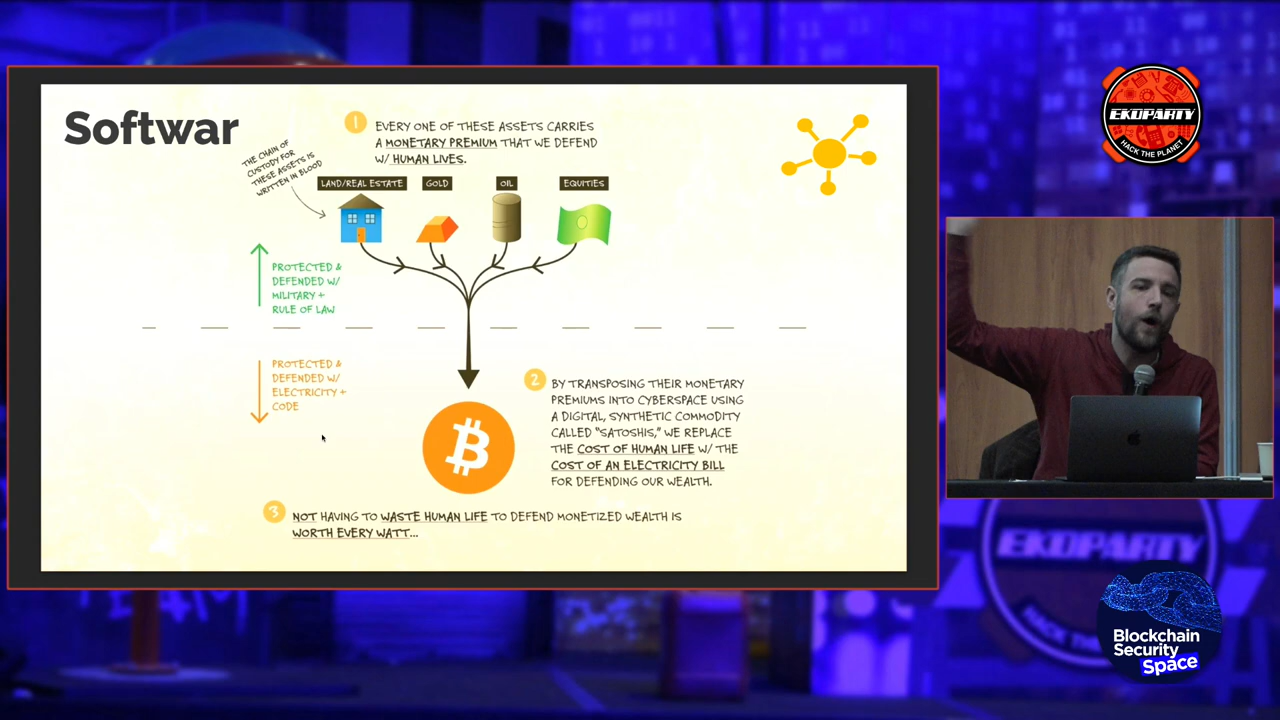 Softwar
THE CHAIN OF
CUSTODY FOR
THESE ASSETS IS
WRITTEN IN BLOOD
1
EVERY ONE OF THESE ASSETS CARRIES
A MONETARY PREMIUM THAT WE DEFEND
W/ HUMAN LIVES.
LAND/REAL ESTATE
GOLD
OIL
EQUITIES
PROTECTED &
DEFENDED W/
MILITARY +
RULE OF LAW
PROTECTED &
DEFENDED W/
ELECTRICITY +
CODE
2
BY TRANSPOSING THEIR MONETARY
PREMIUMS INTO CYBERSPACE USING
A DIGITAL, SYNTHETIC COMMODITY
CALLED "SATOSHIS," WE REPLACE
THE COST OF HUMAN LIFE W/ THE
COST OF AN ELECTRICITY BILL
FOR DEFENDING OUR WEALTH.
3
NOT HAVING TO WASTE HUMAN LIFE TO DEFEND MONETIZED WEALTH IS
WORTH EVERY WATT...
EKOPARTY
HACK THE PLANET
EKOPARTY
Blockchain
Security
Space